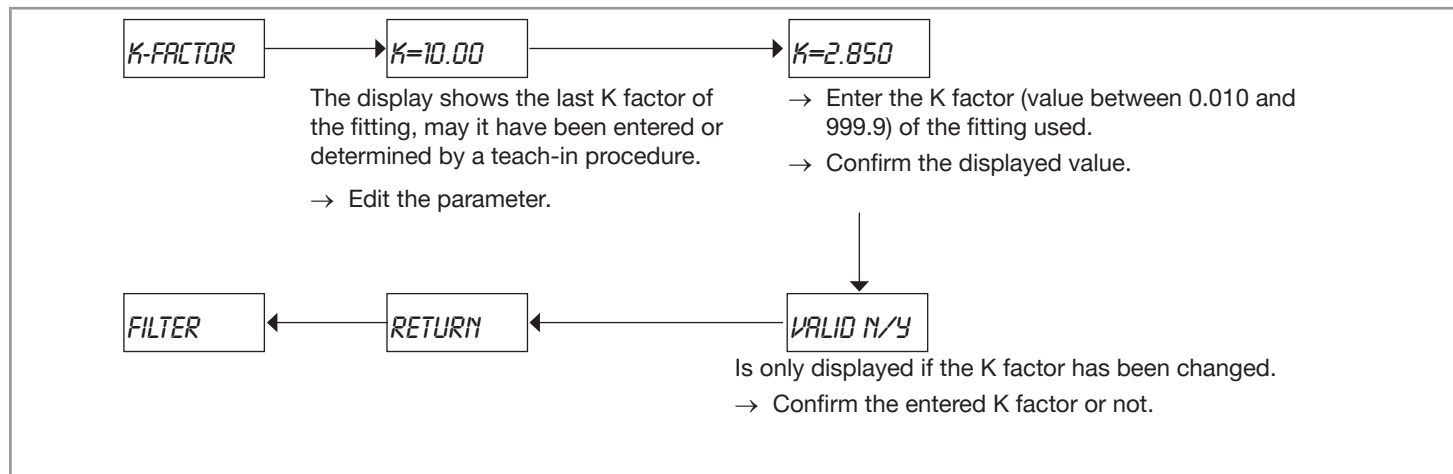 K-FACTOR
K=10.00
K=2.850
The display shows the last K factor of
the fitting, may it have been entered or
determined by a teach-in procedure.
→ Edit the parameter.
→ Enter the K factor (value between 0.010 and
999.9) of the fitting used.
→ Confirm the displayed value.
FILTER
RETURN
VALID N/Y
Is only displayed if the K factor has been changed.
→ Confirm the entered K factor or not.